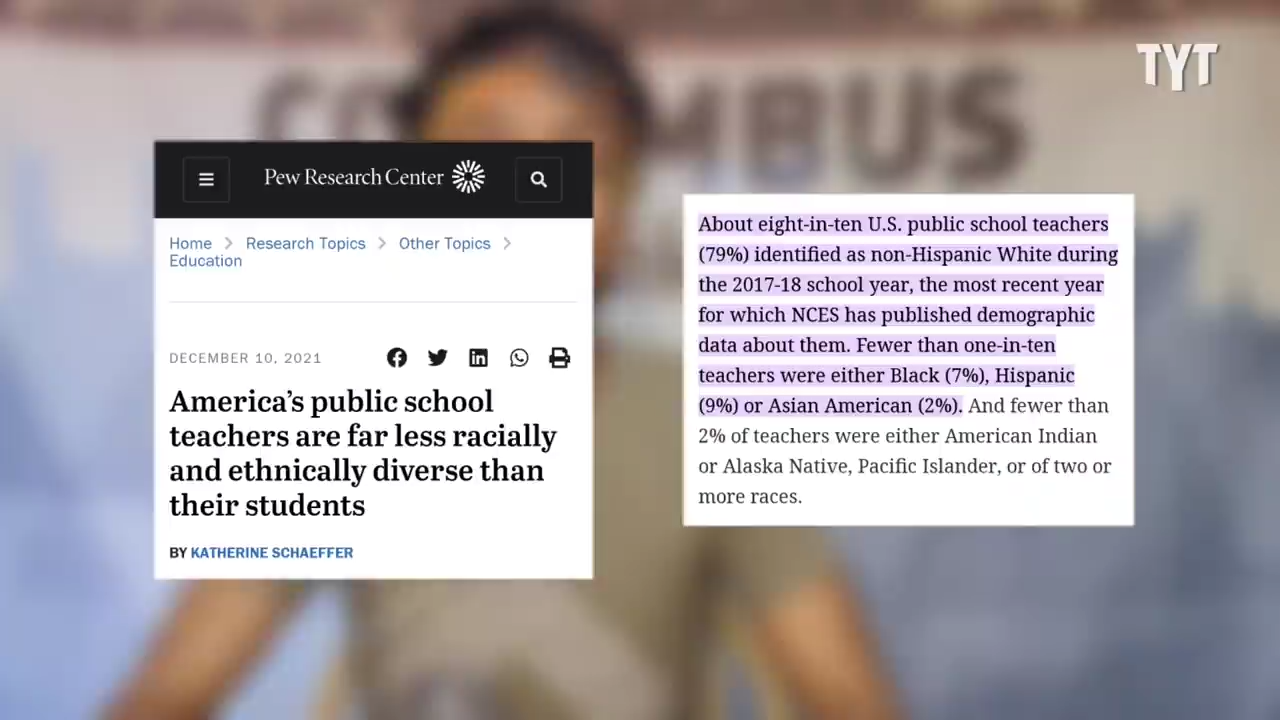 TYT
Pew Research Center
Home > Research Topics > Other Topics >
Education
DECEMBER 10, 2021
America’s public school
teachers are far less racially
and ethnically diverse than
their students
BY KATHERINE SCHAEFFER
About eight-in-ten U.S. public school teachers
(79%) identified as non-Hispanic White during
the 2017-18 school year, the most recent year
for which NCES has published demographic
data about them. Fewer than one-in-ten
teachers were either Black (7%), Hispanic
(9%) or Asian American (2%). And fewer than
2% of teachers were either American Indian
or Alaska Native, Pacific Islander, or of two or
more races.